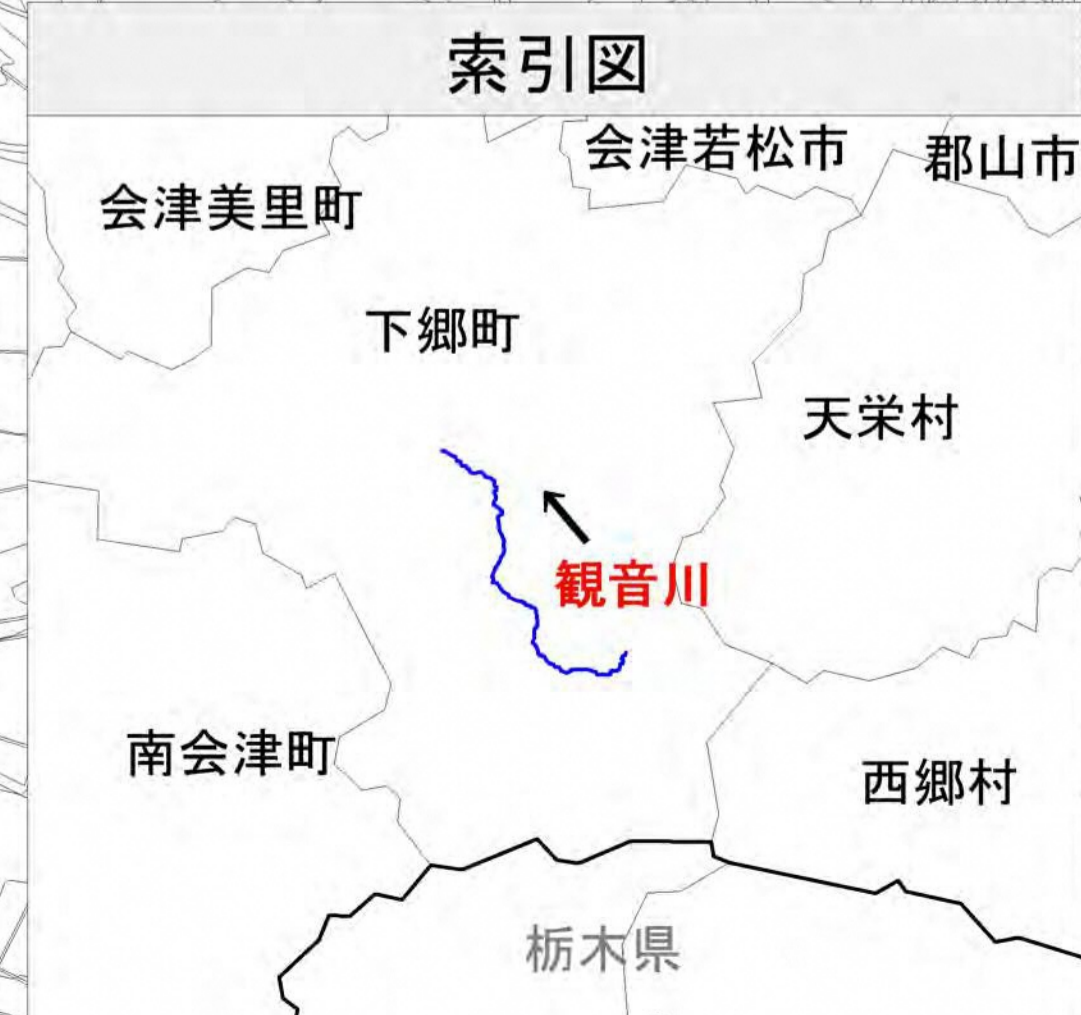 索引図
会津若松市
郡山市
会津美里町
下郷町
天栄村
観音川
南会津町
西郷村
栃木県